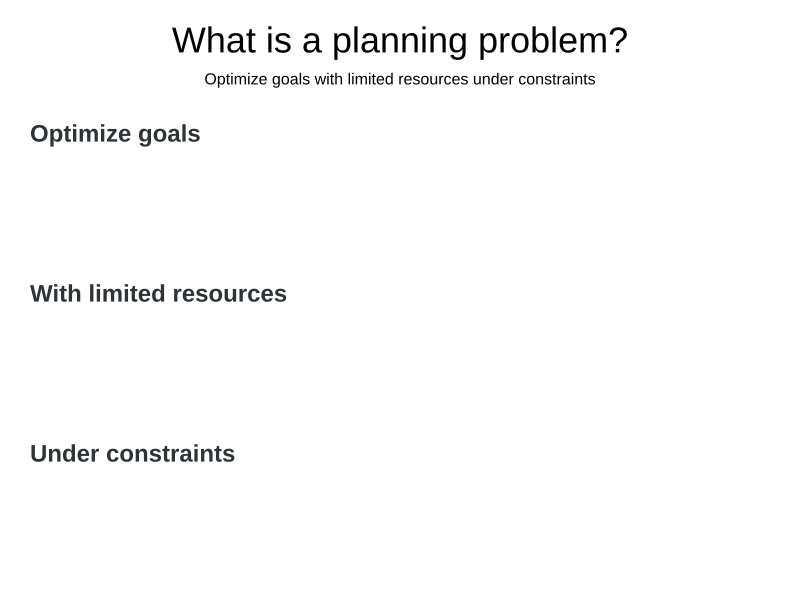 What is a planning problem?
Optimize goals with limited resources under constraints
Optimize goals
With limited resources
Under constraints